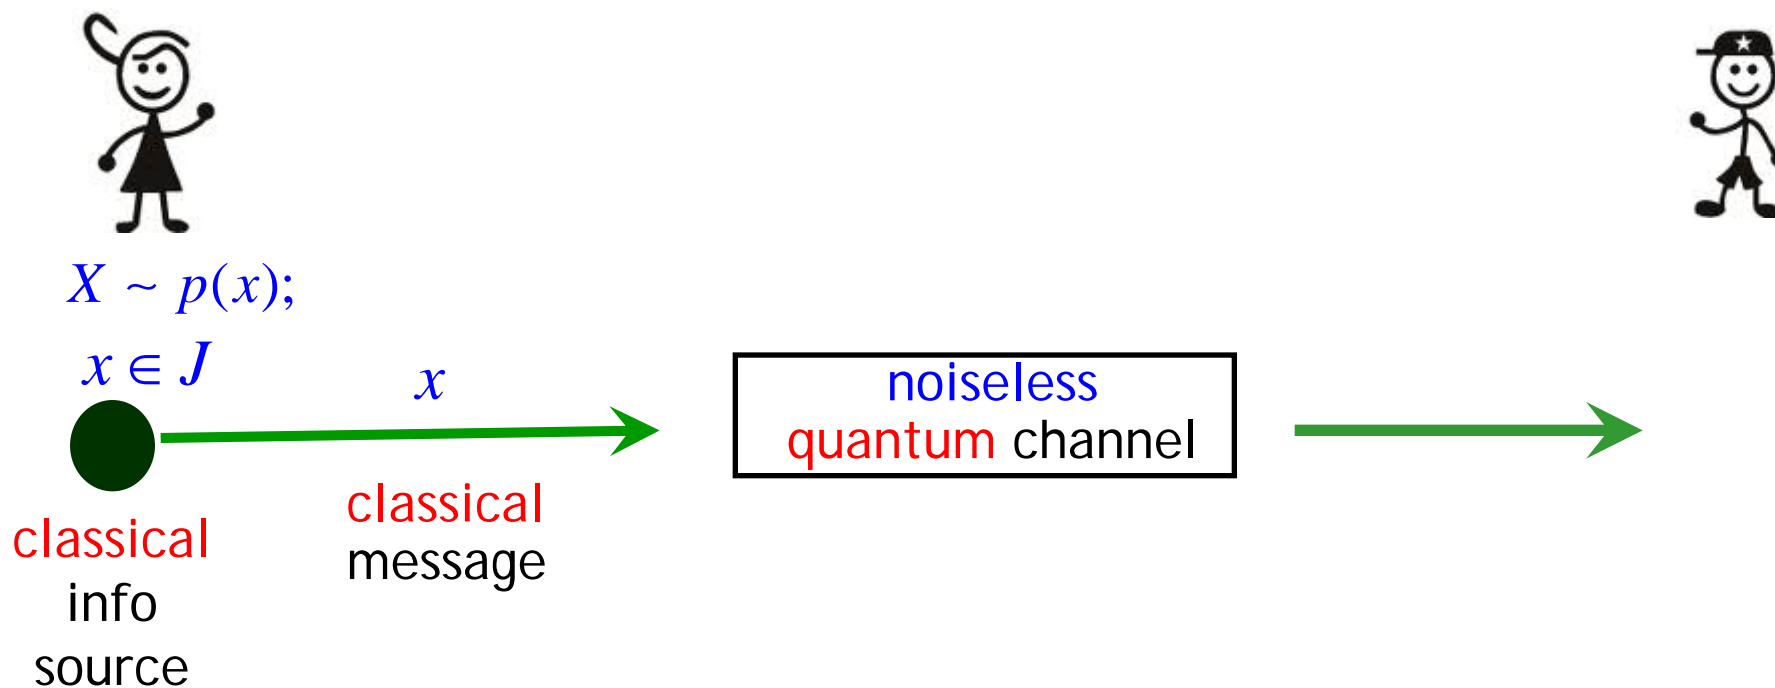 X ~ p(x);
x ∈ J
x
noiseless
quantum channel
classical
message
classical
info
source